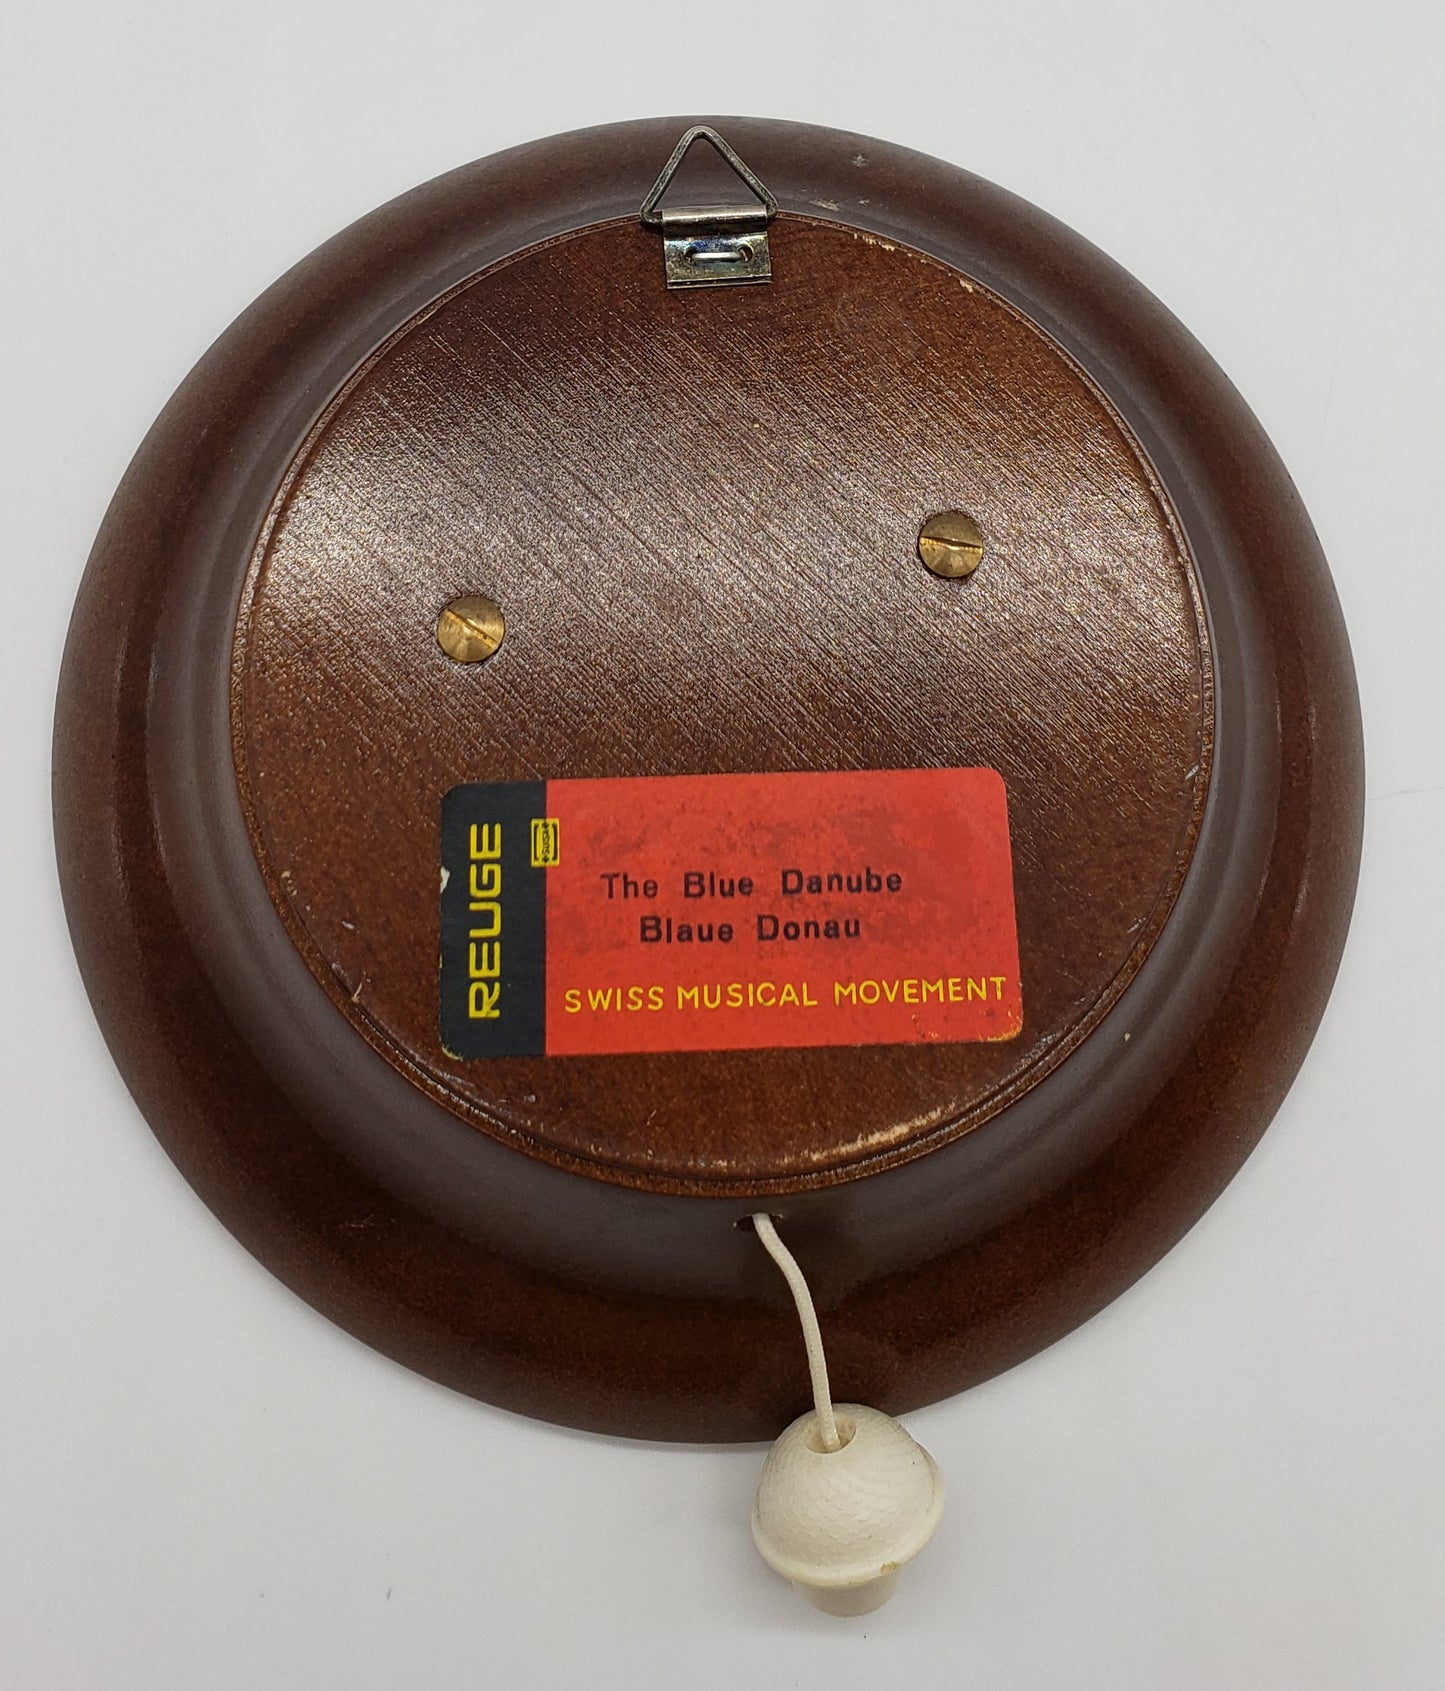 REUGE
The Blue Danube
Blaue Donau
SWISS MUSICAL MOVEMENT